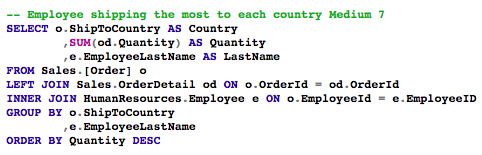 -- Employee shipping the most to each country Medium 7
SELECT o.ShipToCountry AS Country
,SUM(od.Quantity) AS Quantity
,e.EmployeeLastName AS LastName
FROM Sales.[Order] o
LEFT JOIN Sales.OrderDetail od ON o.OrderId = od.OrderId
INNER JOIN HumanResources.Employee e ON o.EmployeeId = e.EmployeeID
GROUP BY o.ShipToCountry
,e.EmployeeLastName
ORDER BY Quantity DESC